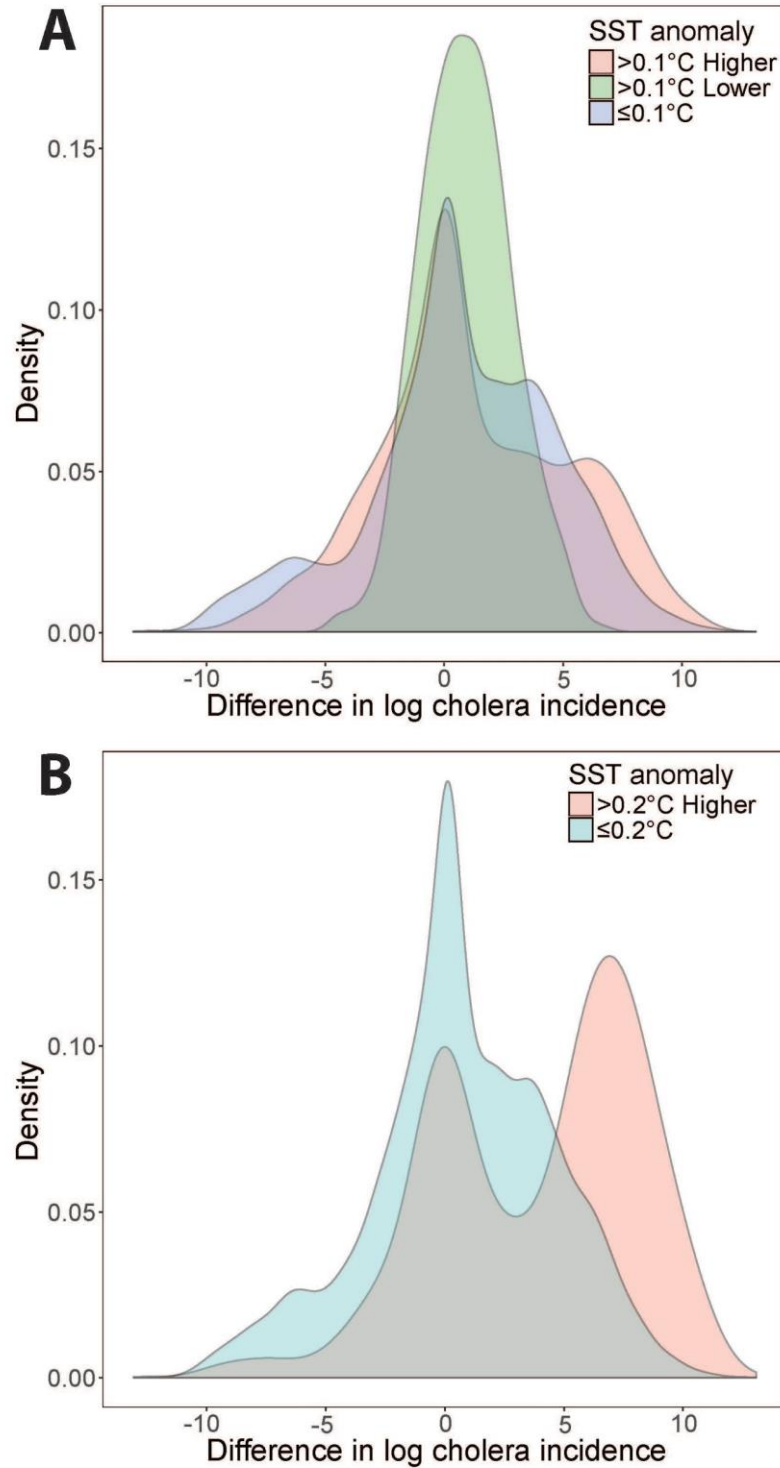 A
SST anomaly
>0.1°C Higher
>0.1°C Lower
≤0.1°C
Density
0.15
0.10
0.05
0.00
-10 -5 0 5 10
Difference in log cholera incidence
B
SST anomaly
>0.2°C Higher
≤0.2°C
Density
0.15
0.10
0.05
0.00
-10 -5 0 5 10
Difference in log cholera incidence